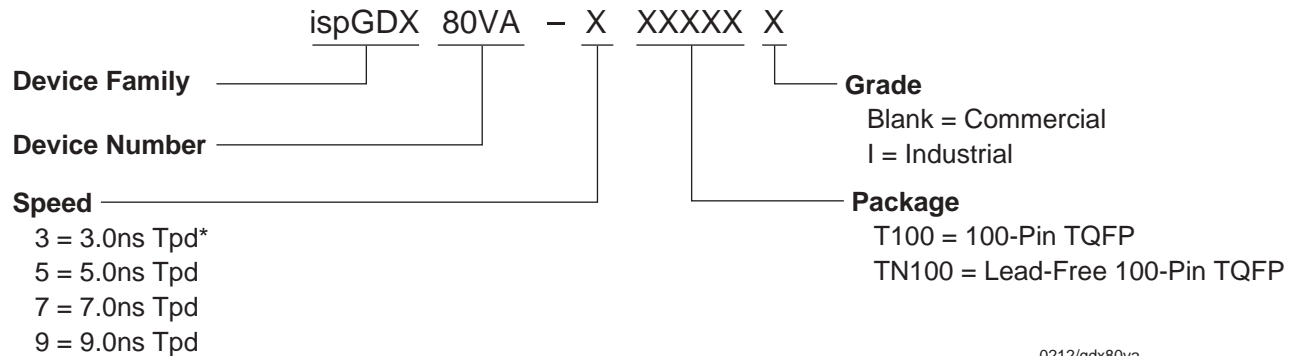 ispGDX 80VA – X XXXXX X
Device Family
Device Number
Speed
3 = 3.0ns Tpd*
5 = 5.0ns Tpd
7 = 7.0ns Tpd
9 = 9.0ns Tpd
Grade
Blank = Commercial
I = Industrial
Package
T100 = 100-Pin TQFP
TN100 = Lead-Free 100-Pin TQFP
0212/gdx80va